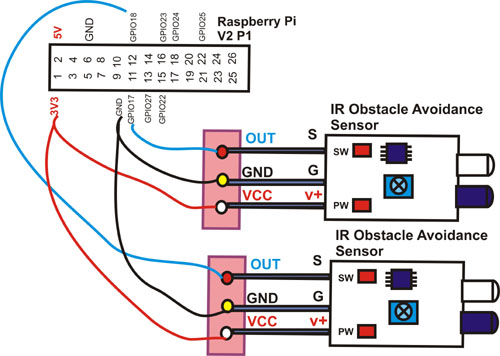 GPIO18
GPIO23
GPIO24
GPIO25
5V
GND
Raspberry Pi
V2 P1
2 4 6 8 10 12 14 16 18 20 22 24 26
1 3 5 7 9 11 13 15 17 19 21 23 25
3V3
GND
GPIO17
GPIO27
GPIO22
IR Obstacle Avoidance
Sensor
OUT
S
SW
GND
G
VCC
v+
PW
IR Obstacle Avoidance
Sensor
OUT
S
SW
GND
G
VCC
v+
PW